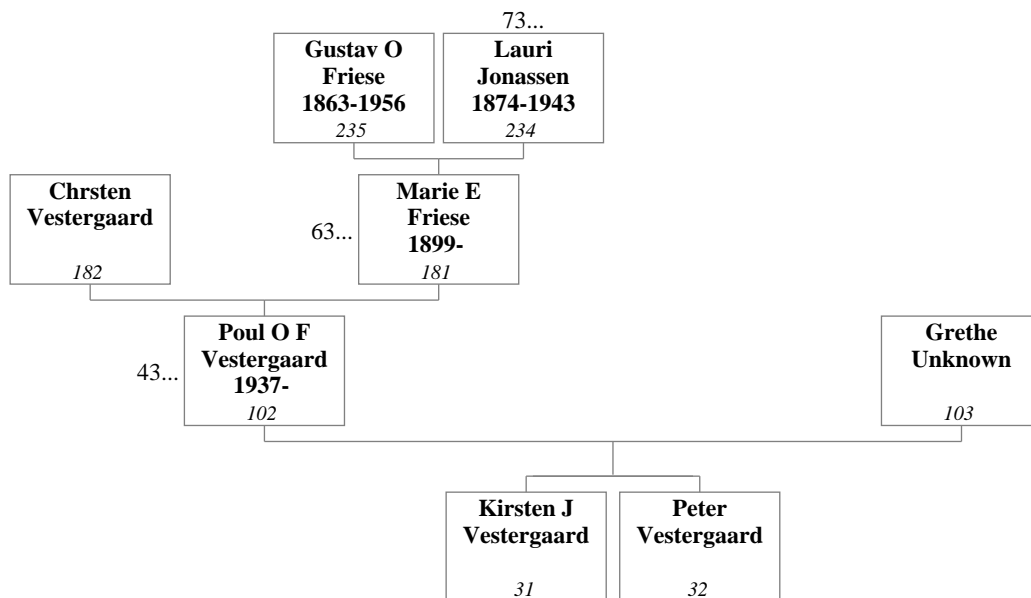 73...
Gustav O
Friese
1863-1956
235
Lauri
Jonassen
1874-1943
234
Chrsten
Vestergaard
182
63...
Marie E
Friese
1899-
181
43...
Poul O F
Vestergaard
1937-
102
Grethe
Unknown
103
Kirsten J
Vestergaard
31
Peter
Vestergaard
32